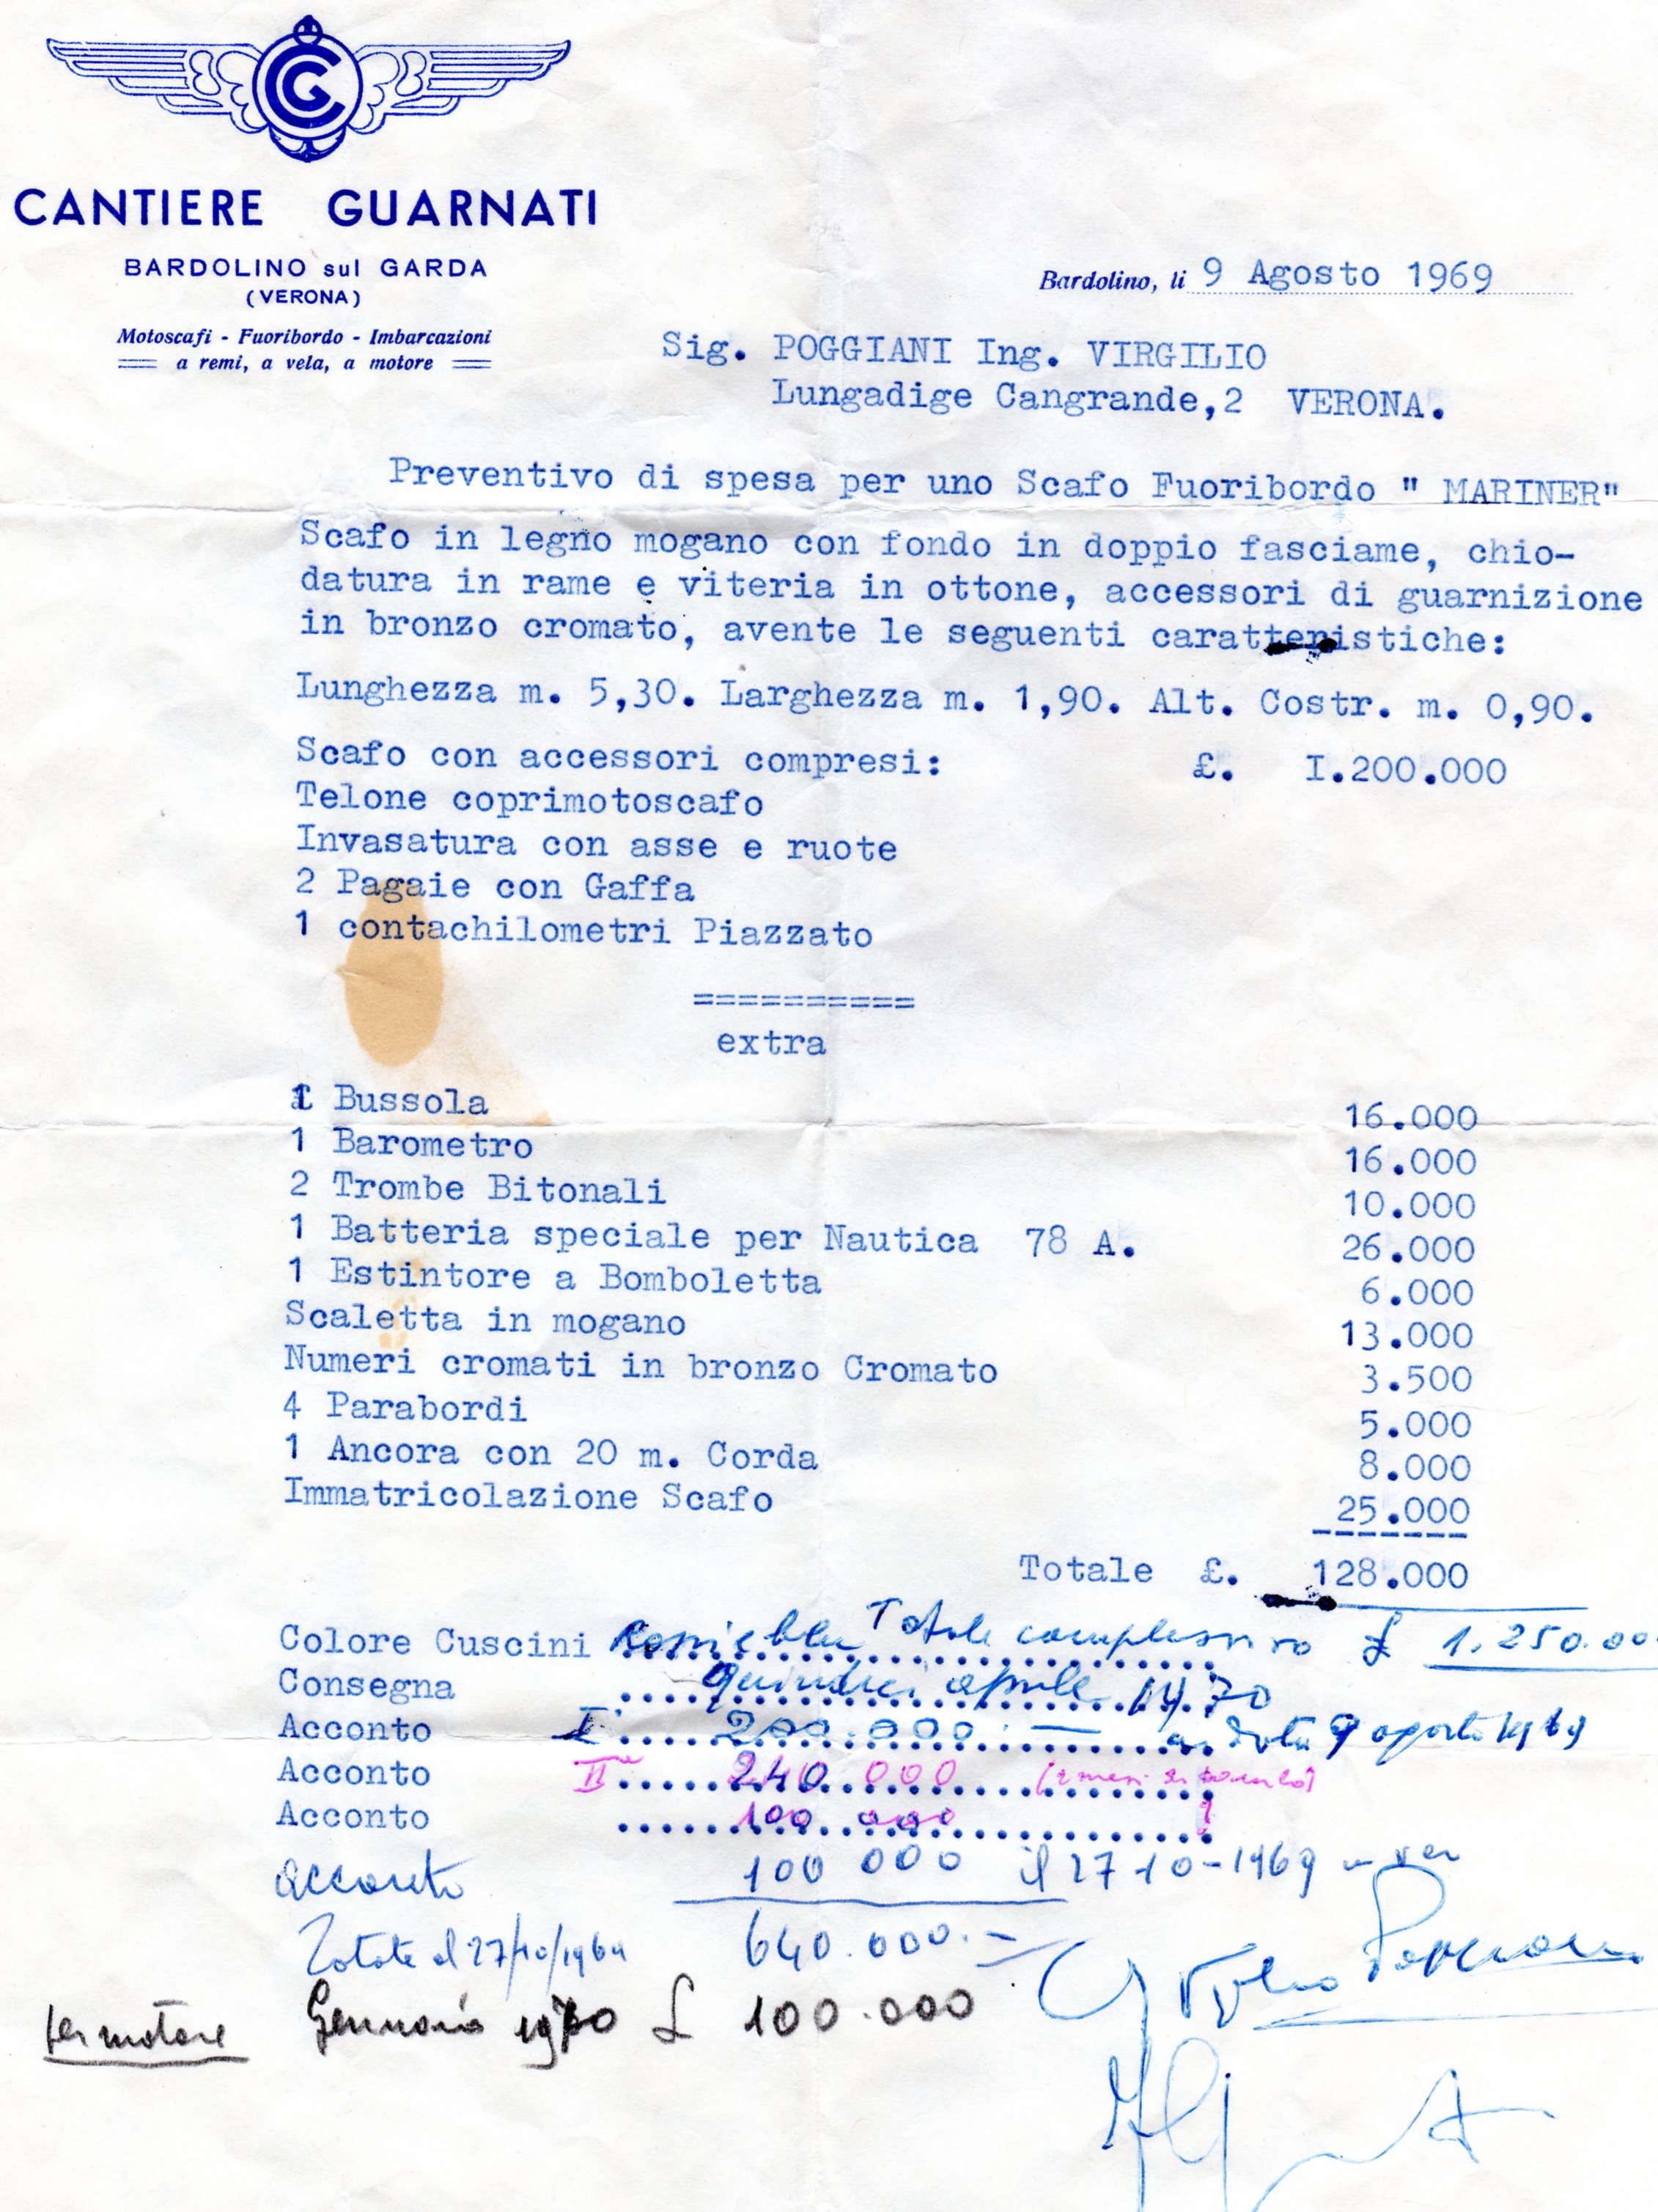 CG
CANTIERE GUARNATI
BARDOLINO sul GARDA
(VERONA)
Motoscafi - Fuoribordo - Imbarcazioni
a remi, a vela, a motore
Bardolino, li 9 Agosto 1969
Sig. POGGIANI Ing. VIRGILIO
Lungadige Cangrande,2 VERONA.
Preventivo di spesa per uno Scafo Fuoribordo " MARINER"
Scafo in legno mogano con fondo in doppio fasciame, chio-
datura in rame e viteria in ottone, accessori di guarnizione
in bronzo cromato, avente le seguenti caratteristiche:
Lunghezza m. 5,30. Larghezza m. 1,90. Alt. Costr. m. 0,90.
Scafo con accessori compresi: £. I.200.000
Telone coprimotoscafo
Invasatura con asse e ruote
2 Pagaie con Gaffa
1 contachilometri Piazzato
==========
extra
1 Bussola 16.000
1 Barometro 16.000
2 Trombe Bitonali 10.000
1 Batteria speciale per Nautica 78 A. 26.000
1 Estintore a Bomboletta 6.000
Scaletta in mogano 13.000
Numeri cromati in bronzo Cromato 3.500
4 Parabordi 5.000
1 Ancora con 20 m. Corda 8.000
Immatricolazione Scafo 25.000
Totale £. 128.000
Colore Cuscini Totale complessivo £ 1.250.00
Consegna quindici aprile 1970
Acconto I° 200.000.— in data 9 agosto 1969
Acconto II 240 000
Acconto 100 000
Acconto 100 000 il 27-10-1969
Totale al 27/10/1969 640.000.—
per motore Gennaio 1970 £ 100.000